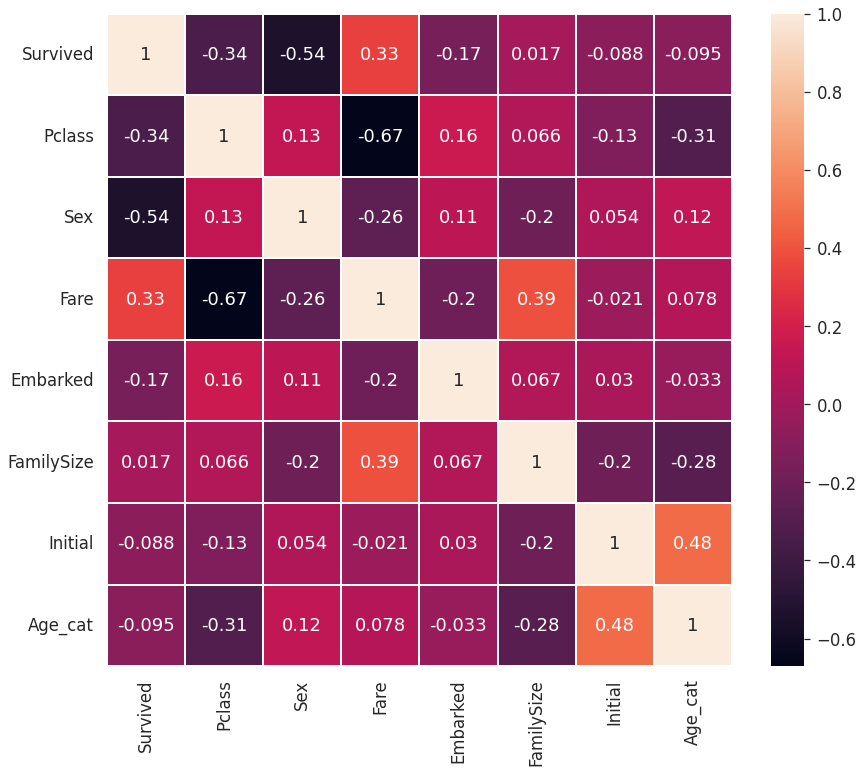 1.0
Survived 1 -0.34 -0.54 0.33 -0.17 0.017 -0.088 -0.095
0.8
Pclass -0.34 1 0.13 -0.67 0.16 0.066 -0.13 -0.31
0.6
Sex -0.54 0.13 1 -0.26 0.11 -0.2 0.054 0.12
0.4
Fare 0.33 -0.67 -0.26 1 -0.2 0.39 -0.021 0.078
0.2
Embarked -0.17 0.16 0.11 -0.2 1 0.067 0.03 -0.033
0.0
FamilySize 0.017 0.066 -0.2 0.39 0.067 1 -0.2 -0.28
−0.2
Initial -0.088 -0.13 0.054 -0.021 0.03 -0.2 1 0.48
−0.4
Age_cat -0.095 -0.31 0.12 0.078 -0.033 -0.28 0.48 1
−0.6
Survived Pclass Sex Fare Embarked FamilySize Initial Age_cat